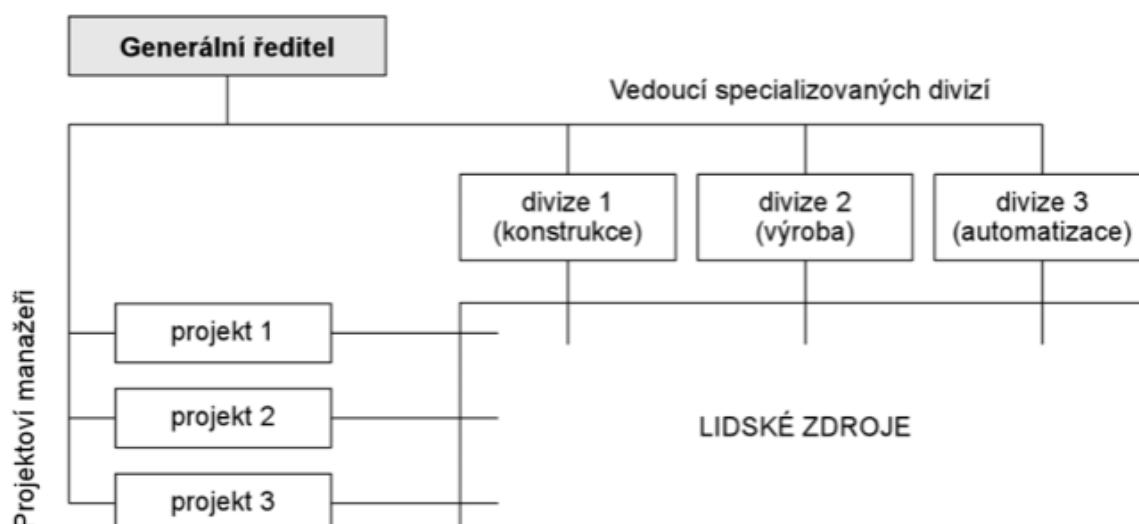 Generální ředitel
Vedoucí specializovaných divizí
divize 1
(konstrukce)
divize 2
(výroba)
divize 3
(automatizace)
Projektoví manažeři
projekt 1
projekt 2
LIDSKÉ ZDROJE
projekt 3